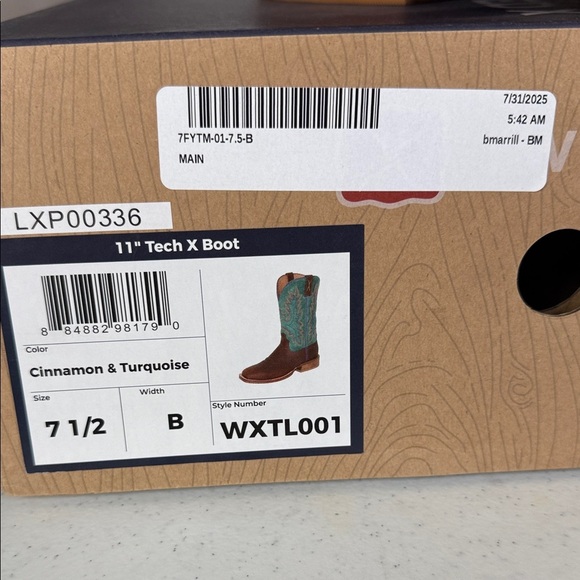 7/31/2025
5:42 AM
7FYTM-01-7.5-B
bmarrill - BM
MAIN
LXP00336
11" Tech X Boot
8 84882 98179 0
Color
Cinnamon & Turquoise
Size
Width
7 1/2
B
Style Number
WXTL001